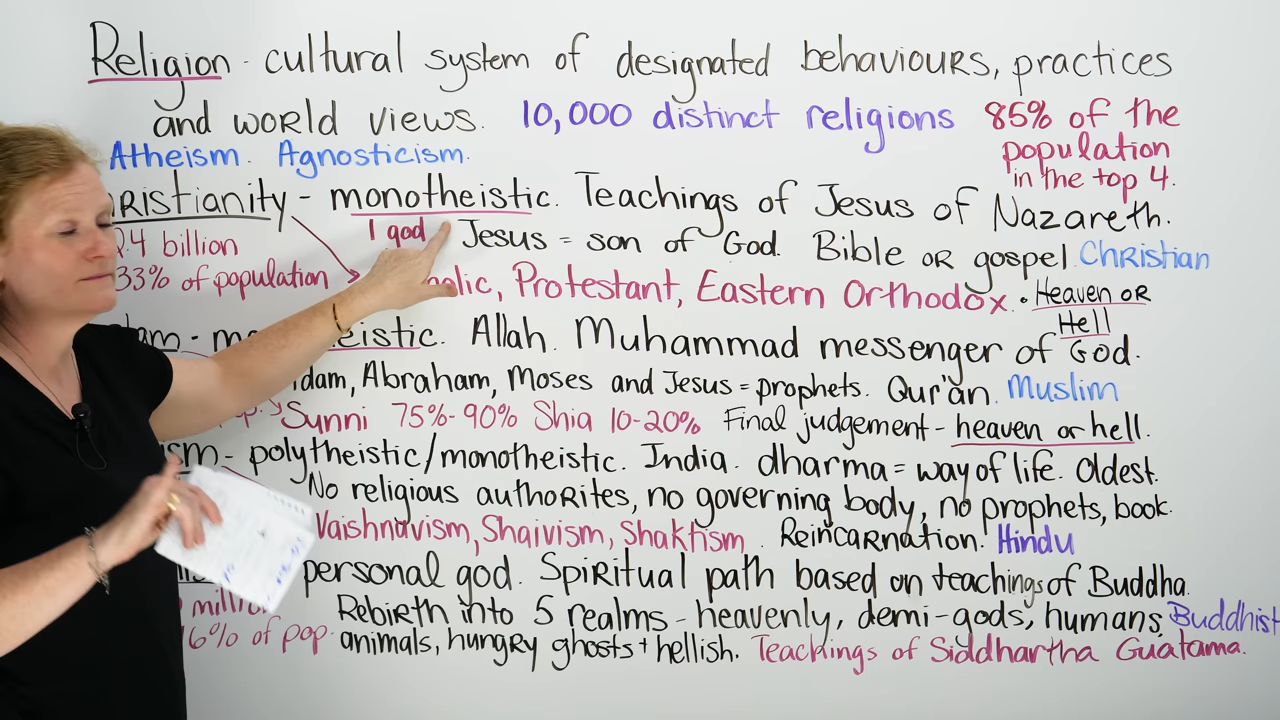 Religion - cultural system of designated behaviours, practices
and world views. 10,000 distinct religions 85% of the
population
in the top 4.
Atheism. Agnosticism.
ristianity - monotheistic. Teachings of Jesus of Nazareth.
2.4 billion 1 god Jesus = son of God. Bible or gospel. Christian
33% of population olic, Protestant, Eastern Orthodox. • Heaven or
Hell
am - mo eistic. Allah. Muhammad messenger of God.
dam, Abraham, Moses and Jesus = prophets. Qur'an. Muslim
op. Sunni 75%-90% Shia 10-20% Final judgement - heaven or hell.
sm - polytheistic/monotheistic. India. dharma = way of life. Oldest.
No religious authorites, no governing body, no prophets, book.
Vaishnavism, Shaivism, Shaktism. Reincarnation. Hindu
personal god. Spiritual path based on teachings of Buddha.
millio Rebirth into 5 realms - heavenly, demi-gods, humans, Buddhist
6% of pop. animals, hungry ghosts + hellish. Teachings of Siddhartha Guatama.